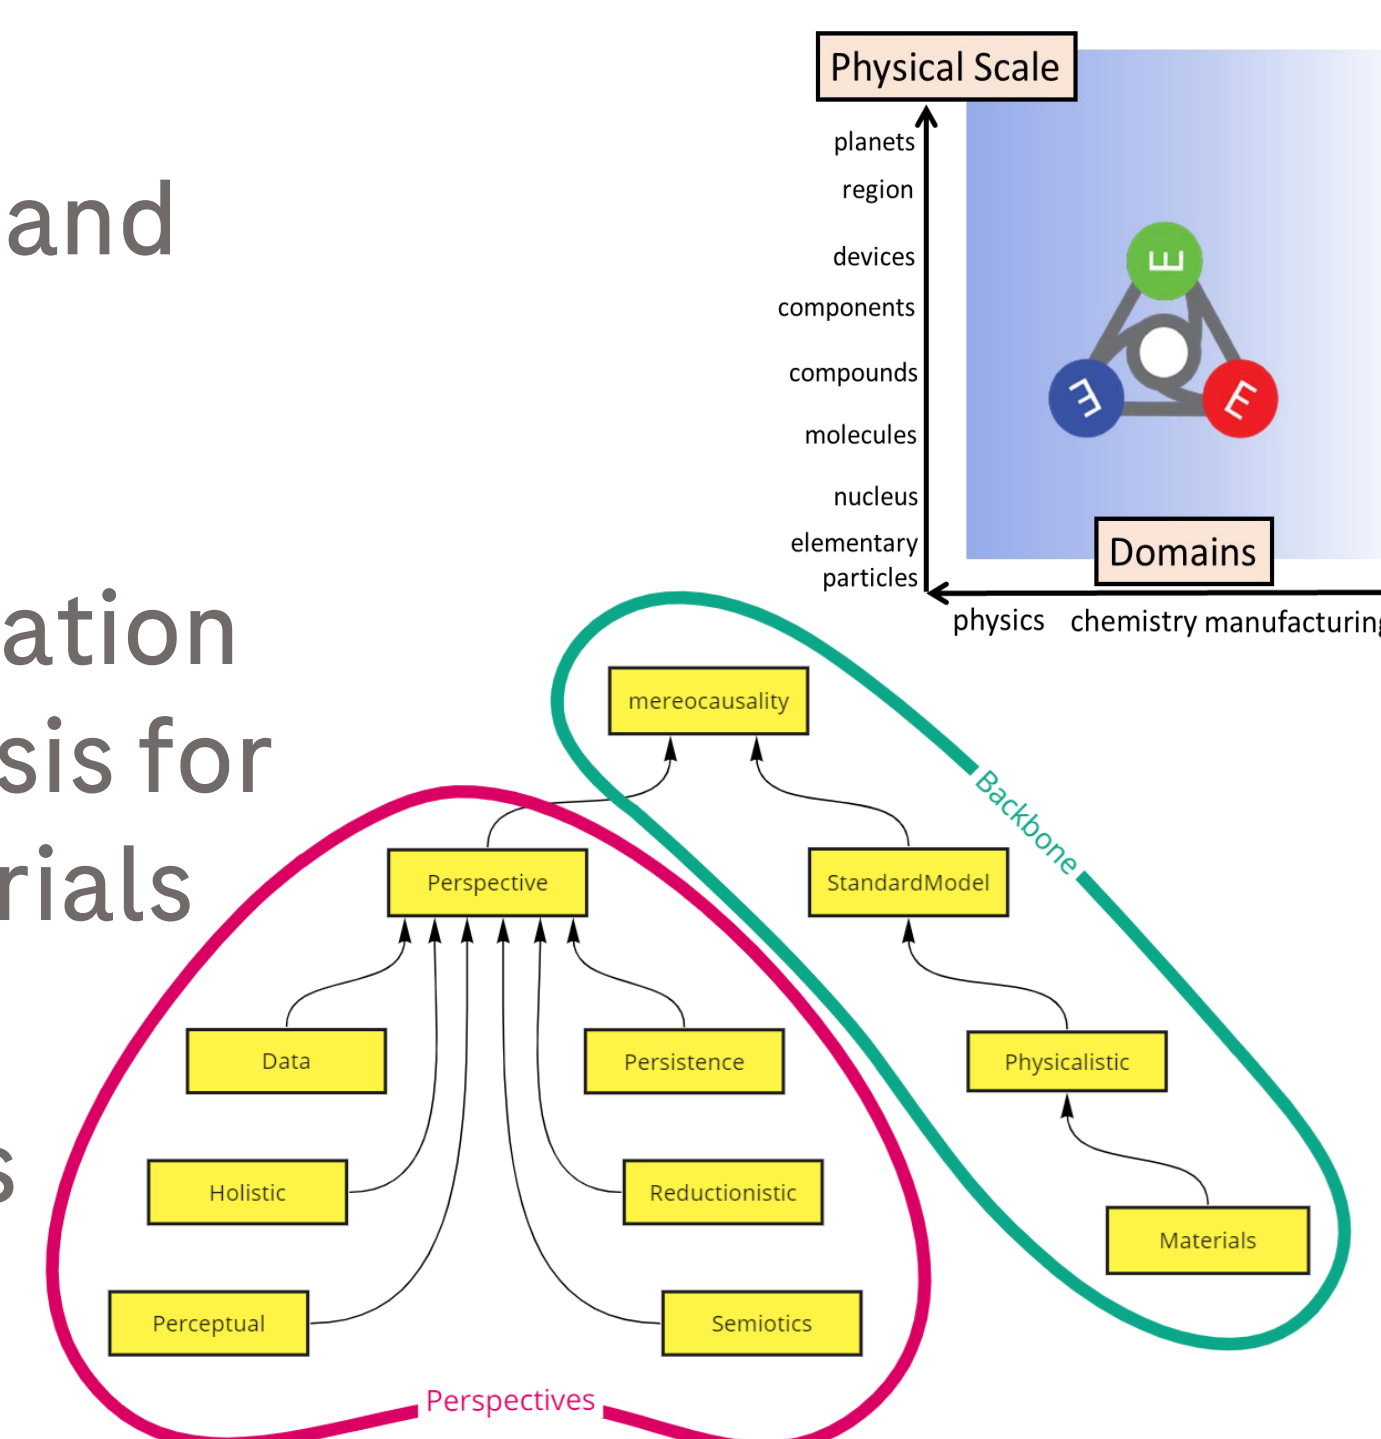 and
ation
sis for
rials
s
Physical Scale
planets
region
devices
components
compounds
molecules
nucleus
elementary
particles
E
E
E
Domains
physics chemistry manufacturing
mereocausality
Backbone
Perspective
StandardModel
Data
Persistence
Physicalistic
Holistic
Reductionistic
Materials
Perceptual
Semiotics
Perspectives